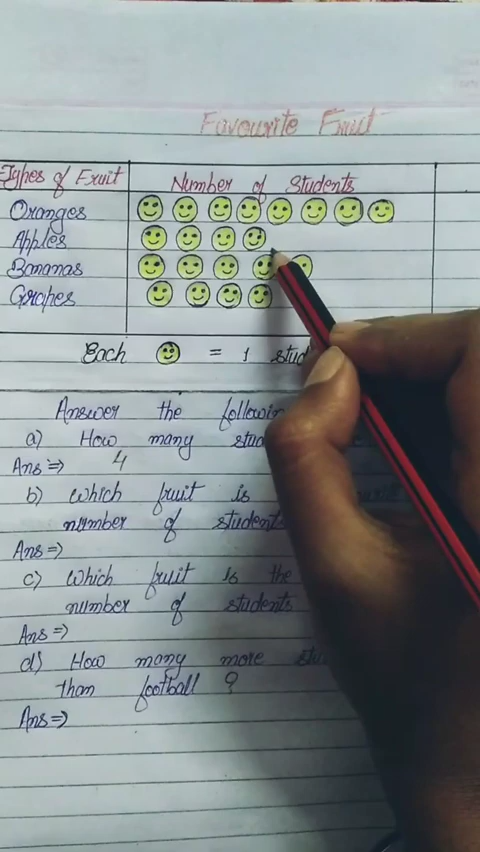 Favourite Fruit
Types of Fruit Number of Students
Oranges
Apples
Bananas
Grapes
Each = 1
Answer the
a) How many
Ans => 4
b) Which fruit is
number of students
Ans =>
c) Which fruit is the
number of students
Ans =>
d) How many more
than football ?
Ans =>